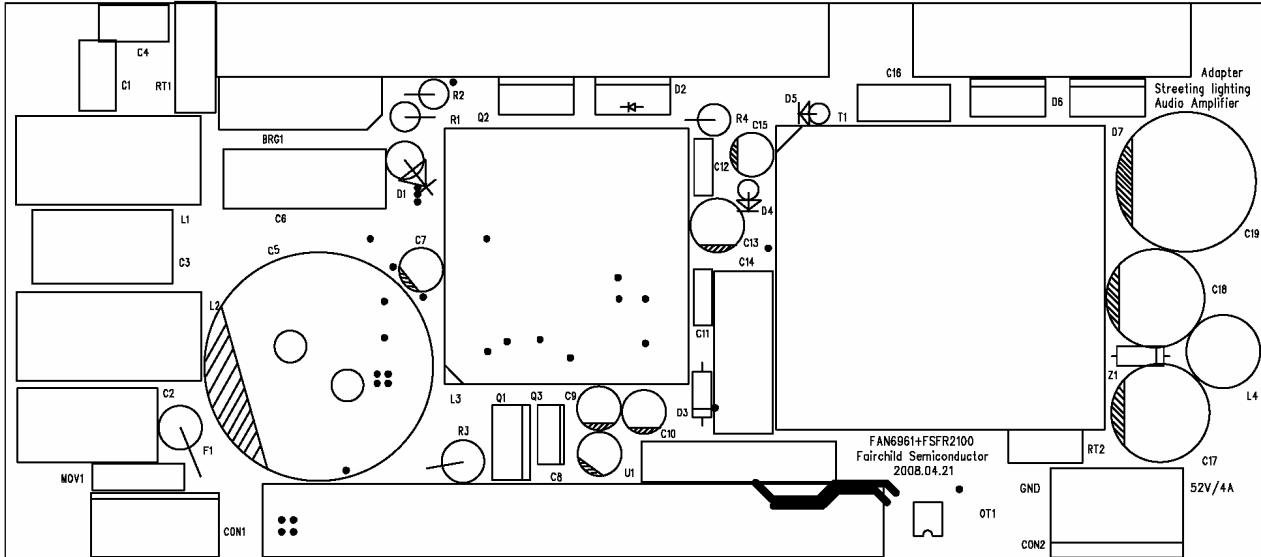 C4
C1
RT1
R2
R1
Q2
D2
R4
D5
T1
C16
D6
Adapter
Streeting lighting
Audio Amplifier
D7
C15
BRG1
C12
D1
C6
D4
L1
C3
C5
C7
C13
C14
C19
L2
C18
C11
Z1
L4
C2
F1
L3
R3
Q1
Q3
C9
C8
U1
C10
D3
FAN6961+FSFR2100
Fairchild Semiconductor
2008.04.21
RT2
C17
MOV1
CON1
GND
52V/4A
OT1
CON2